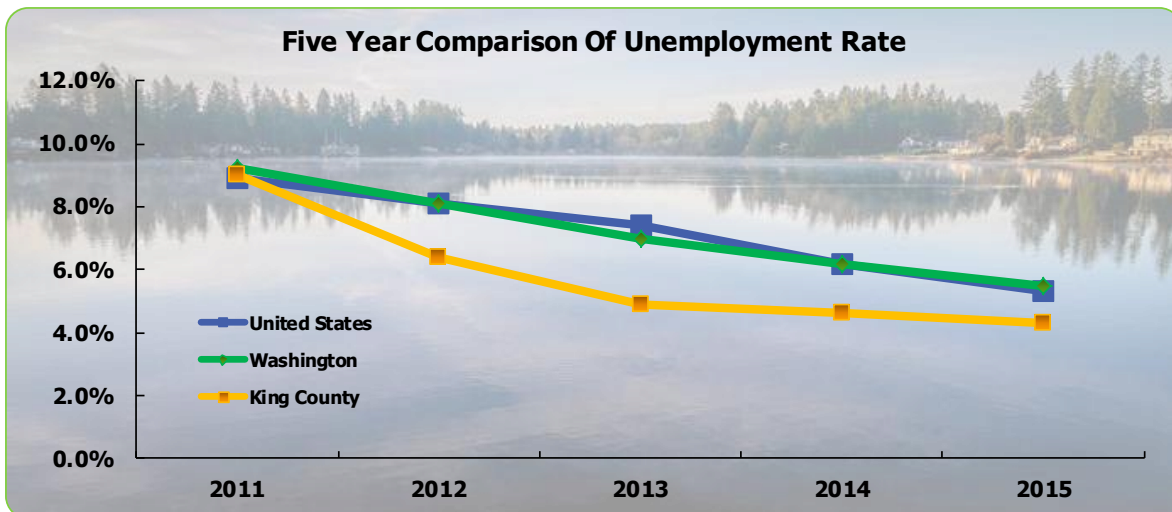 Five Year Comparison Of Unemployment Rate
12.0%
10.0%
8.0%
6.0%
4.0%
2.0%
0.0%
United States
Washington
King County
2011 2012 2013 2014 2015